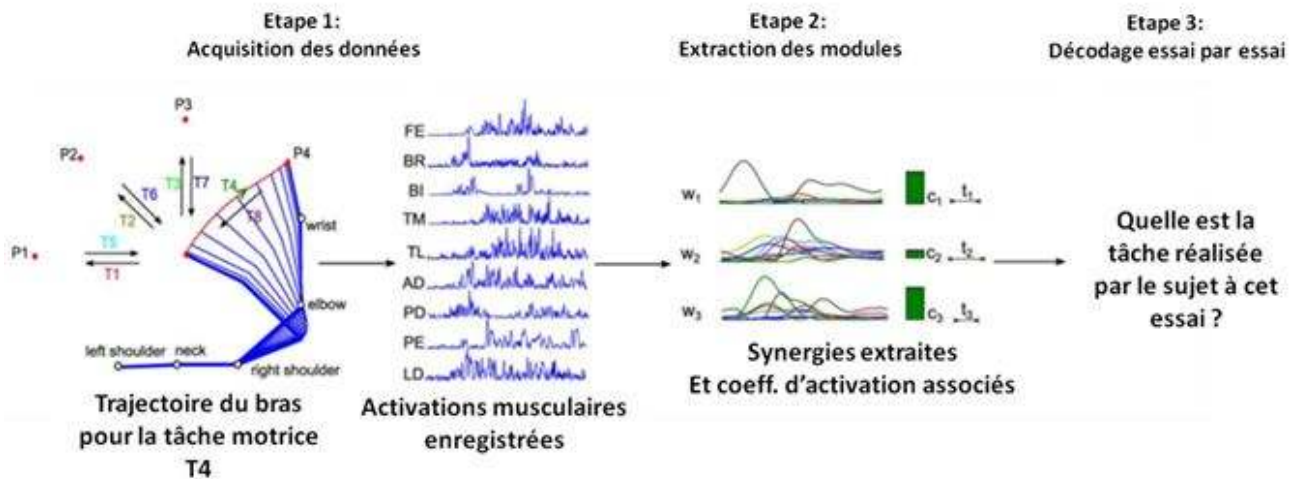 Etape 1:
Acquisition des données
Etape 2:
Extraction des modules
Etape 3:
Décodage essai par essai
P3
P2
P4
P1
T3
T7
T4
T6
T8
T2
T5
T1
wrist
elbow
left shoulder
neck
right shoulder
Trajectoire du bras
pour la tâche motrice
T4
FE
BR
BI
TM
TL
AD
PD
PE
LD
Activations musculaires
enregistrées
w1 c1 t1
w2 c2 t2
w3 c3 t3
Synergies extraites
Et coeff. d'activation associés
Quelle est la
tâche réalisée
par le sujet à cet
essai ?